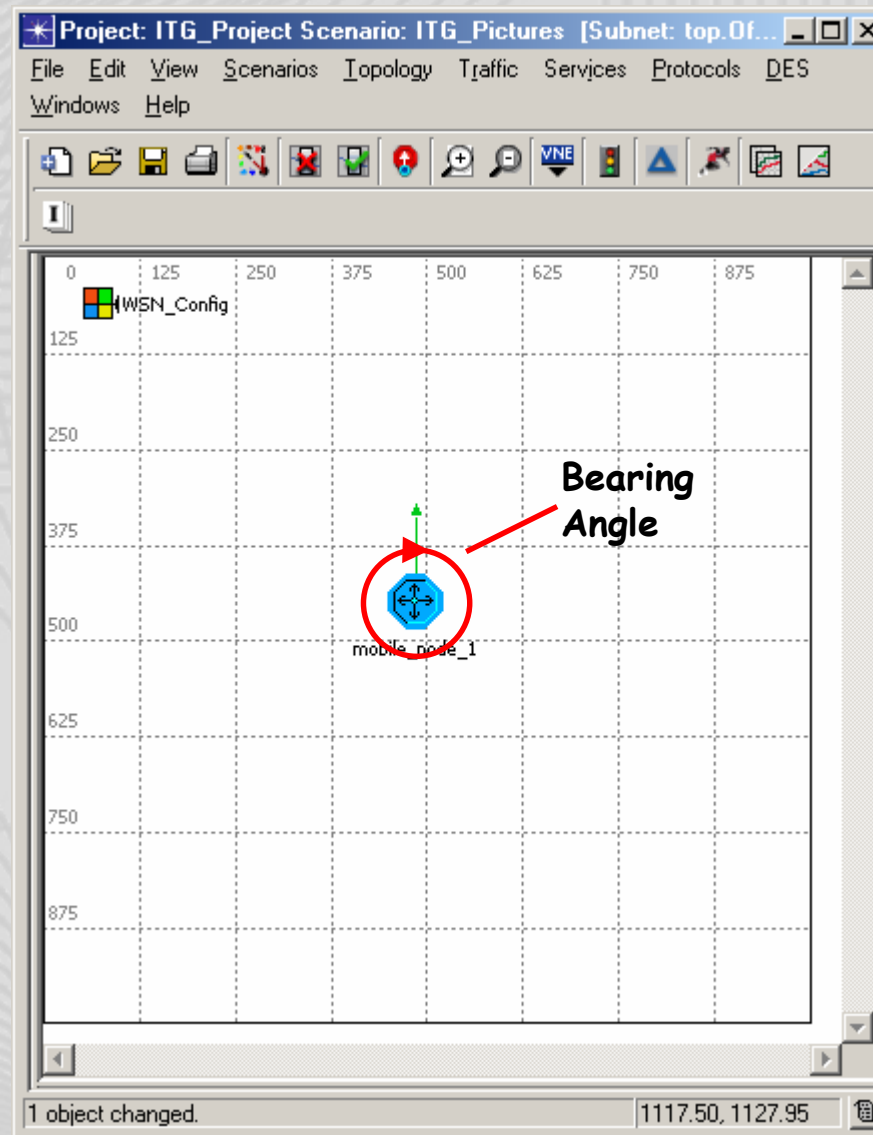 Project: ITG_Project Scenario: ITG_Pictures [Subnet: top.Of...
File Edit View Scenarios Topology Traffic Services Protocols DES
Windows Help
VNE
I
0 125 250 375 500 625 750 875
WSN_Config
125
250
Bearing
Angle
375
500
mobile_node_1
625
750
875
1 object changed.
1117.50, 1127.95